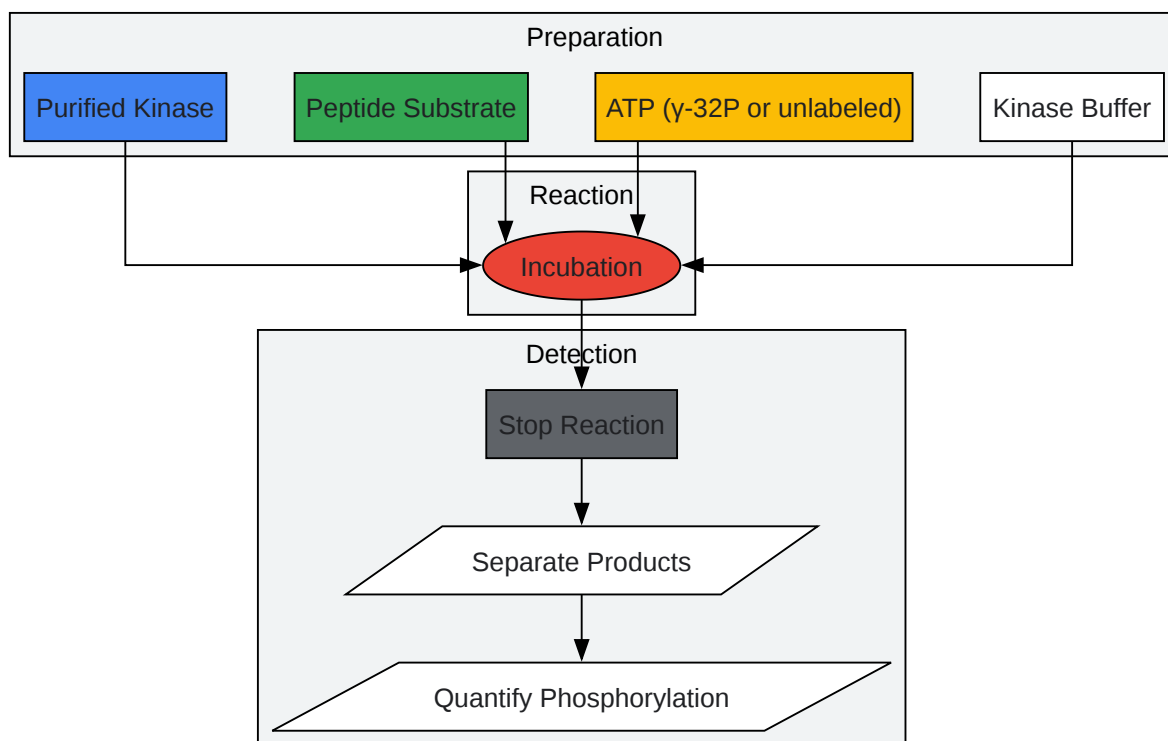 Preparation
Purified Kinase
Peptide Substrate
ATP (γ-32P or unlabeled)
Kinase Buffer
Reaction
Incubation
Detection
Stop Reaction
Separate Products
Quantify Phosphorylation